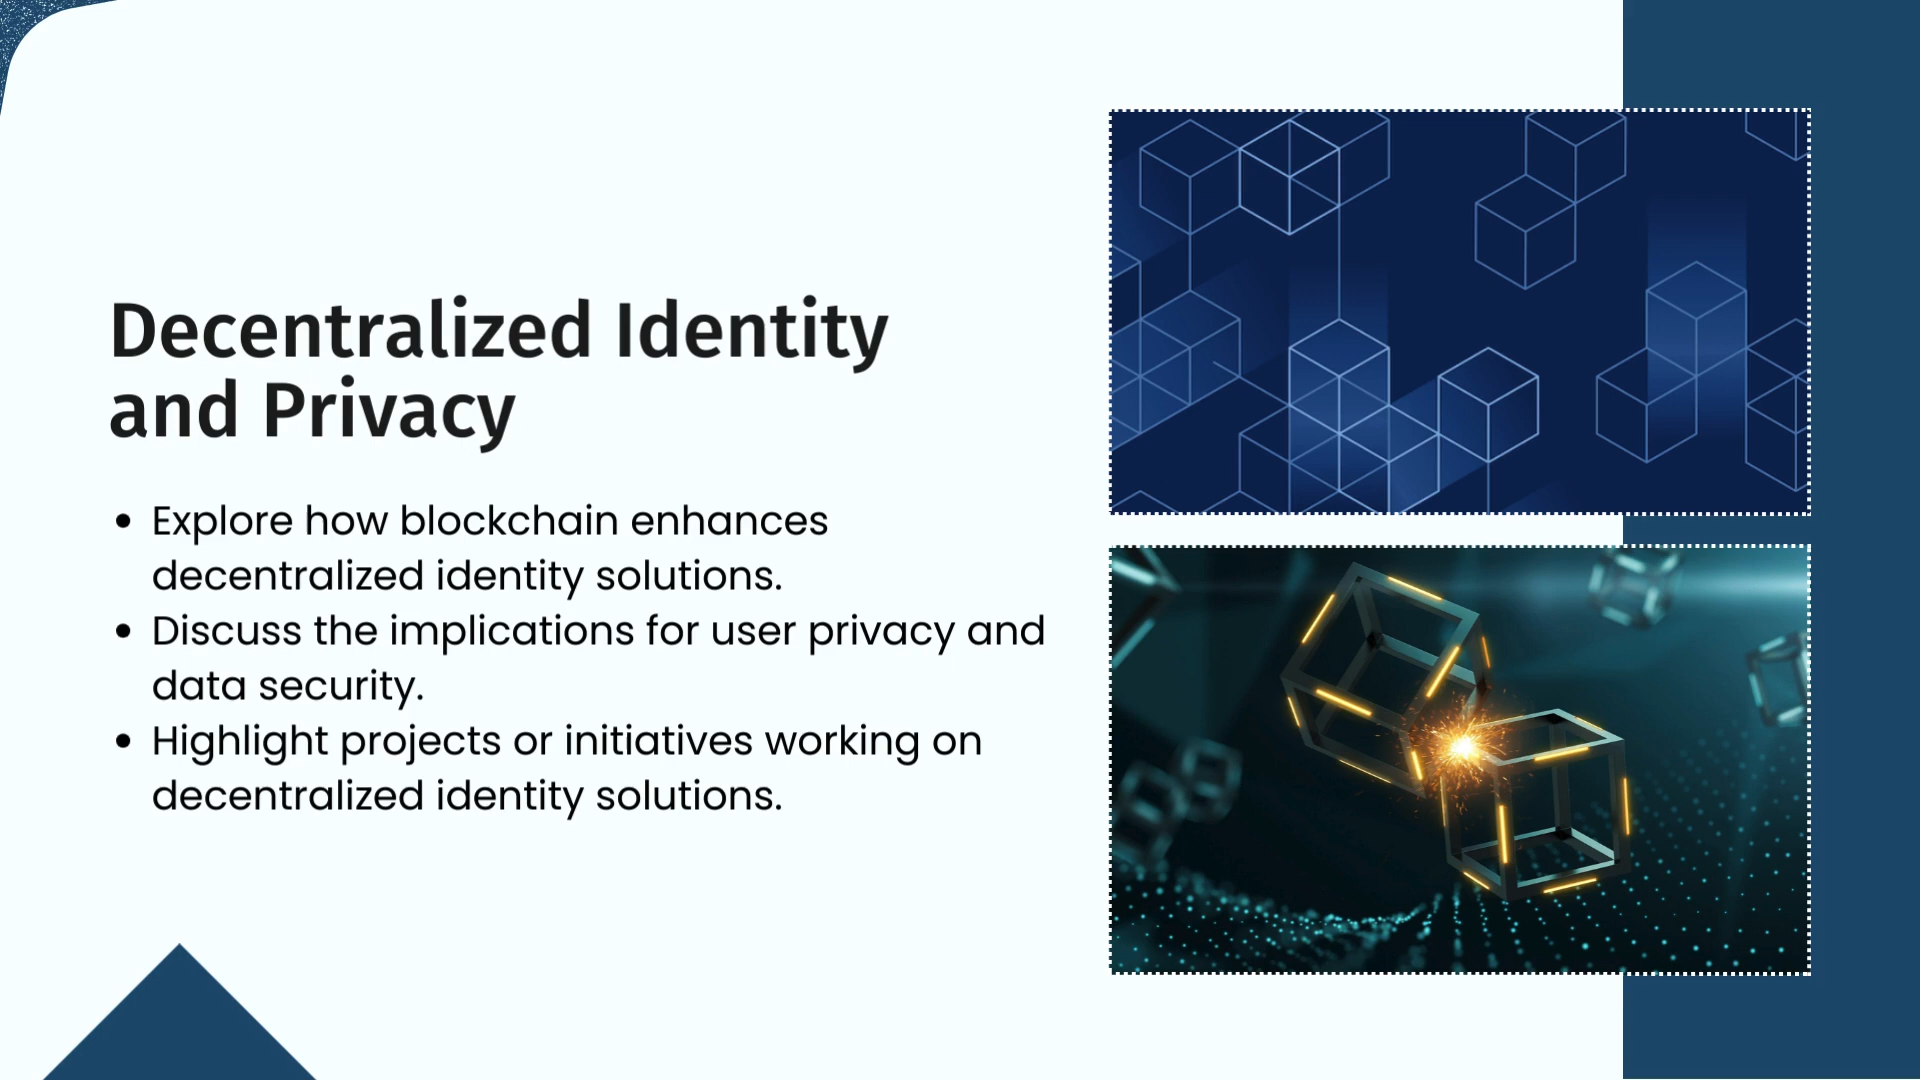 Decentralized Identity
and Privacy
• Explore how blockchain enhances
decentralized identity solutions.
• Discuss the implications for user privacy and
data security.
• Highlight projects or initiatives working on
decentralized identity solutions.